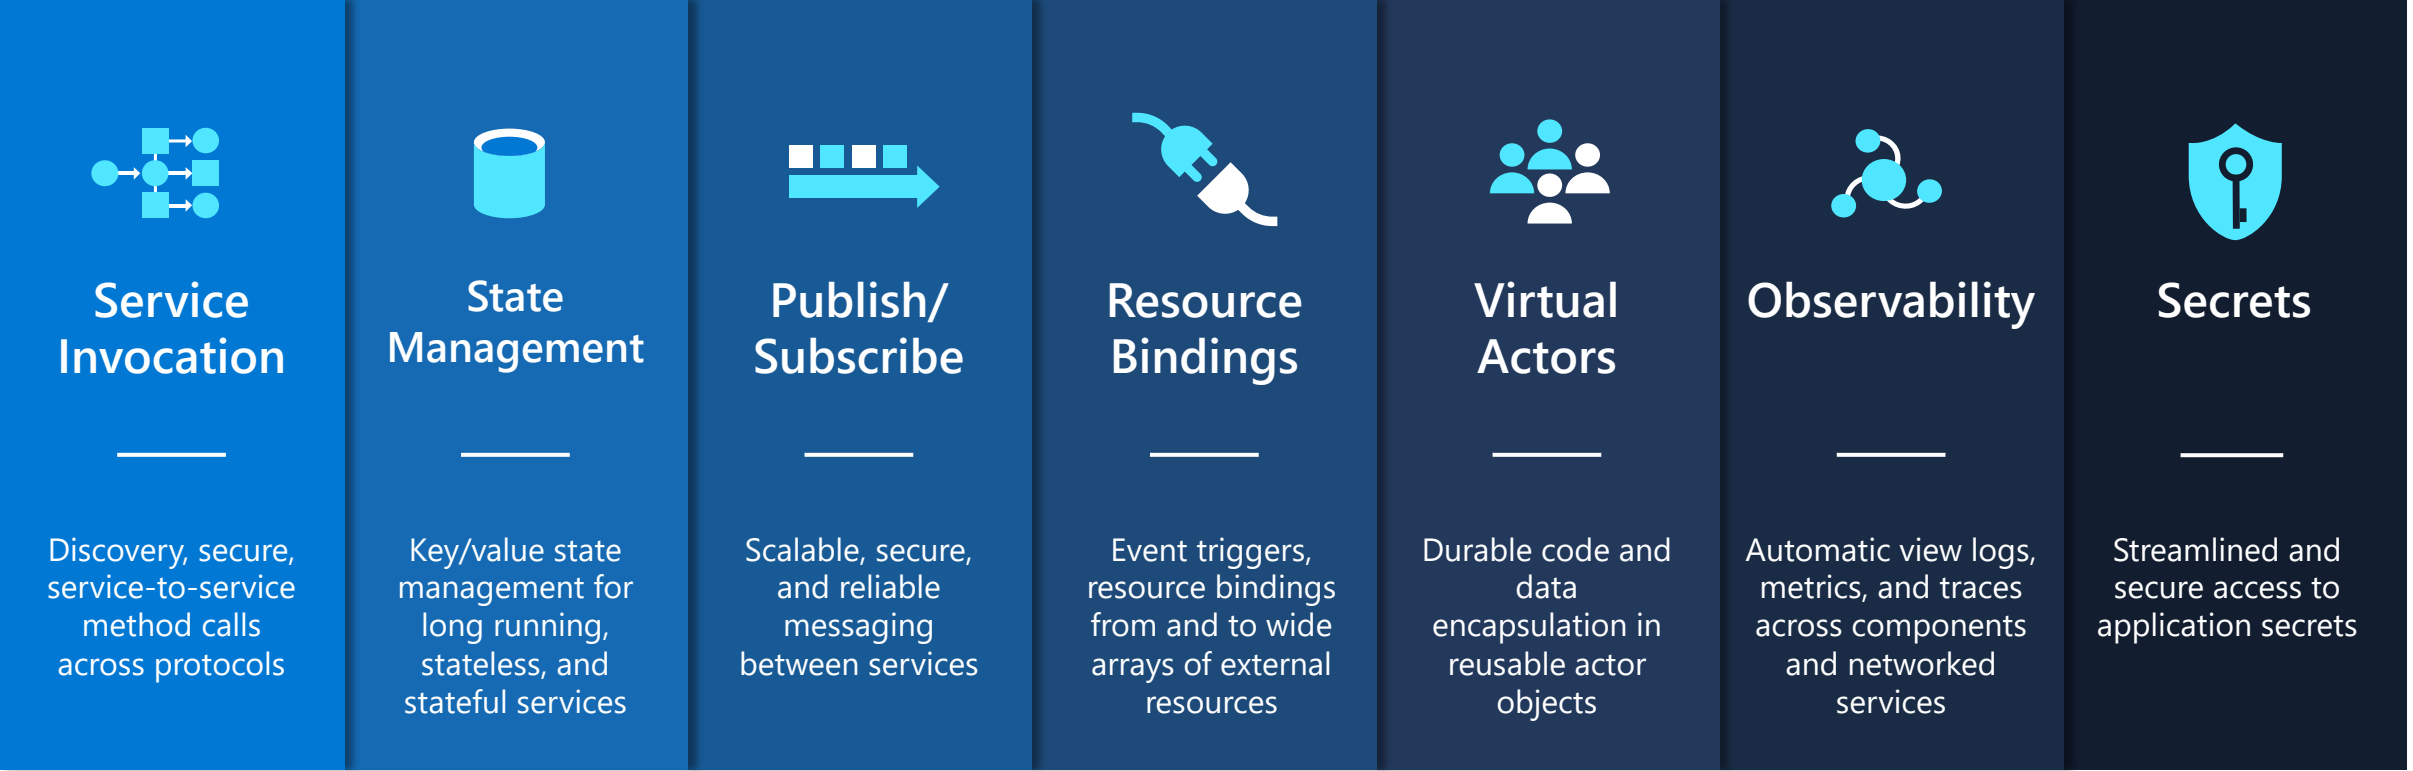 Service
Invocation
Discovery, secure,
service-to-service
method calls
across protocols
State
Management
Key/value state
management for
long running,
stateless, and
stateful services
Publish/
Subscribe
Scalable, secure,
and reliable
messaging
between services
Resource
Bindings
Event triggers,
resource bindings
from and to wide
arrays of external
resources
Virtual
Actors
Durable code and
data
encapsulation in
reusable actor
objects
Observability
Automatic view logs,
metrics, and traces
across components
and networked
services
Secrets
Streamlined and
secure access to
application secrets